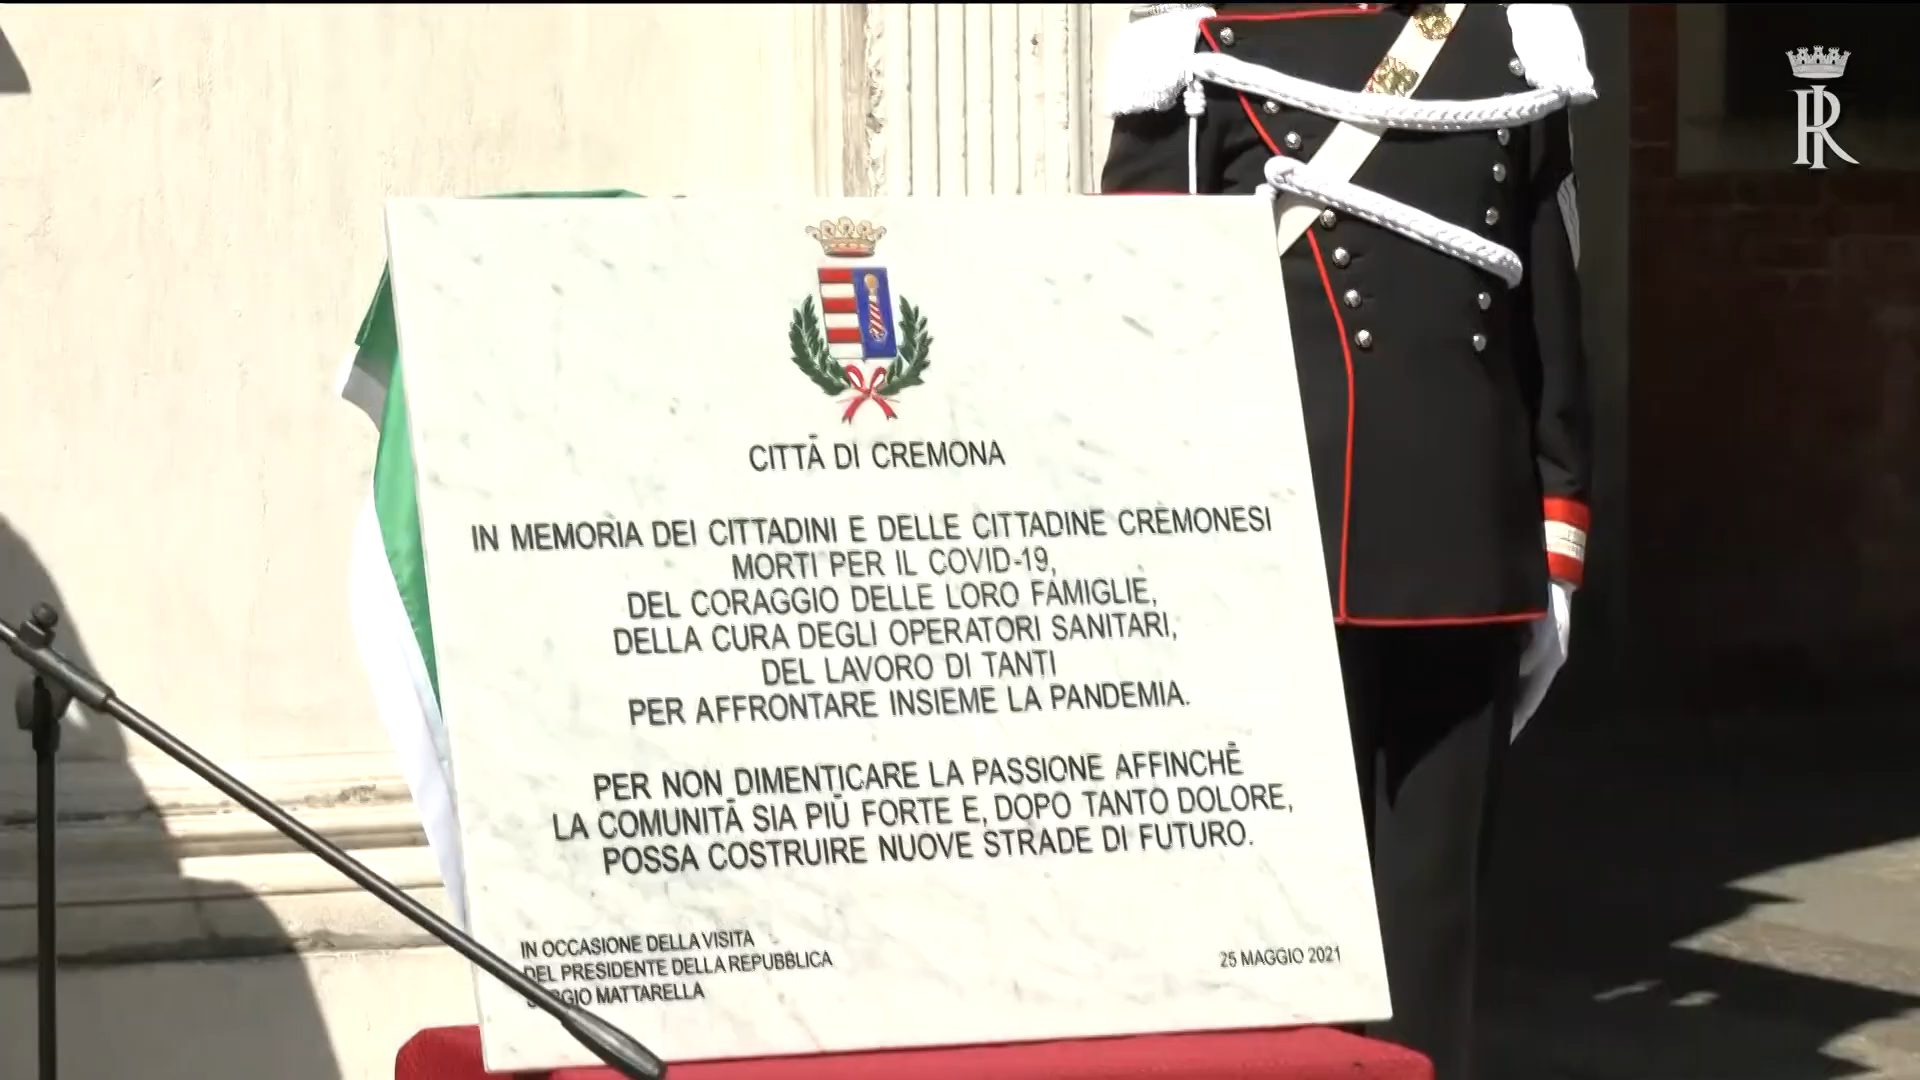 CITTÀ DI CREMONA
IN MEMORIA DEI CITTADINI E DELLE CITTADINE CREMONESI
MORTI PER IL COVID-19,
DEL CORAGGIO DELLE LORO FAMIGLIE,
DELLA CURA DEGLI OPERATORI SANITARI,
DEL LAVORO DI TANTI
PER AFFRONTARE INSIEME LA PANDEMIA.
PER NON DIMENTICARE LA PASSIONE AFFINCHÉ
LA COMUNITÀ SIA PIÙ FORTE E, DOPO TANTO DOLORE,
POSSA COSTRUIRE NUOVE STRADE DI FUTURO.
IN OCCASIONE DELLA VISITA
DEL PRESIDENTE DELLA REPUBBLICA
SERGIO MATTARELLA
25 MAGGIO 2021
RI